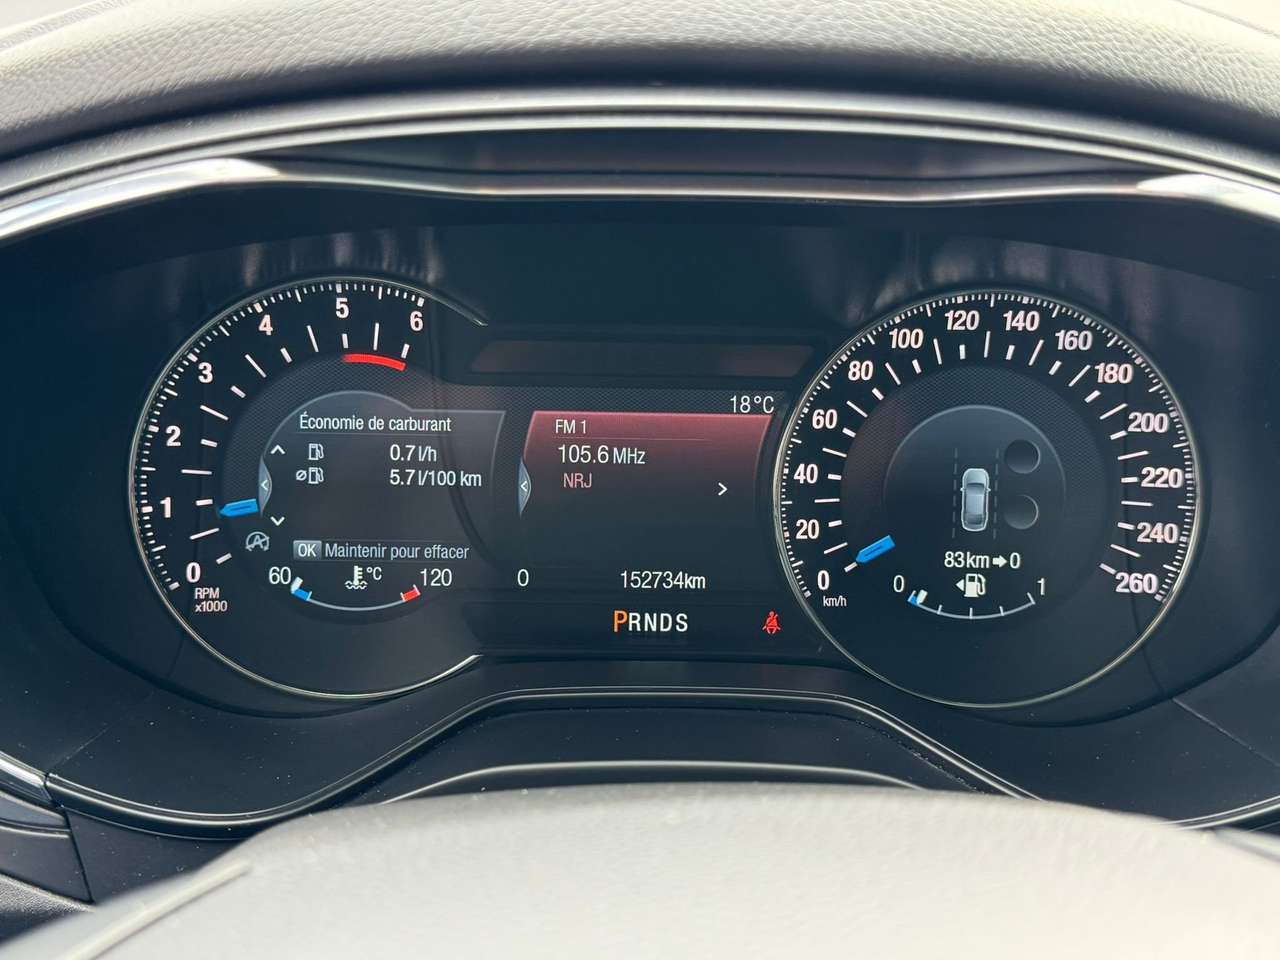 0
1
2
3
4
5
6
RPM
x1000
Économie de carburant
0.7 l/h
⌀ 5.7 l/100 km
OK Maintenir pour effacer
60 °C 120
18°C
FM 1
105.6 MHz
NRJ
0 152734km
PRNDS
0
20
40
60
80
100
120
140
160
180
200
220
240
260
km/h
83km➔0
0 1